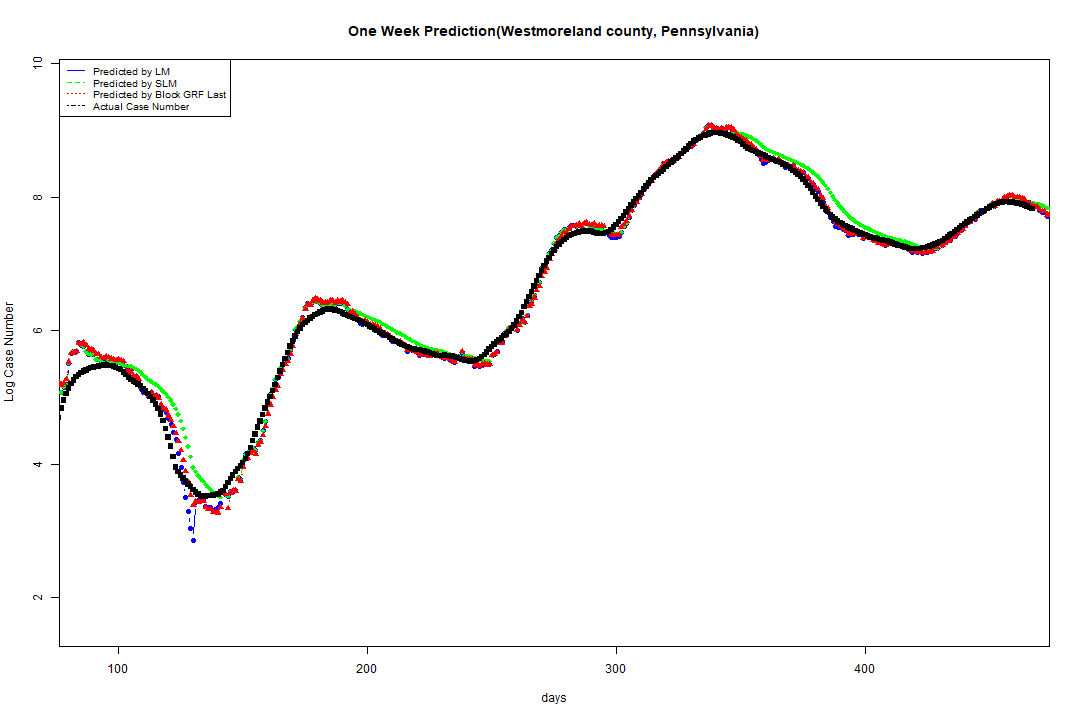 One Week Prediction(Westmoreland county, Pennsylvania)
10
Predicted by LM
Predicted by SLM
Predicted by Block GRF Last
Actual Case Number
8
6
4
2
Log Case Number
100 200 300 400
days